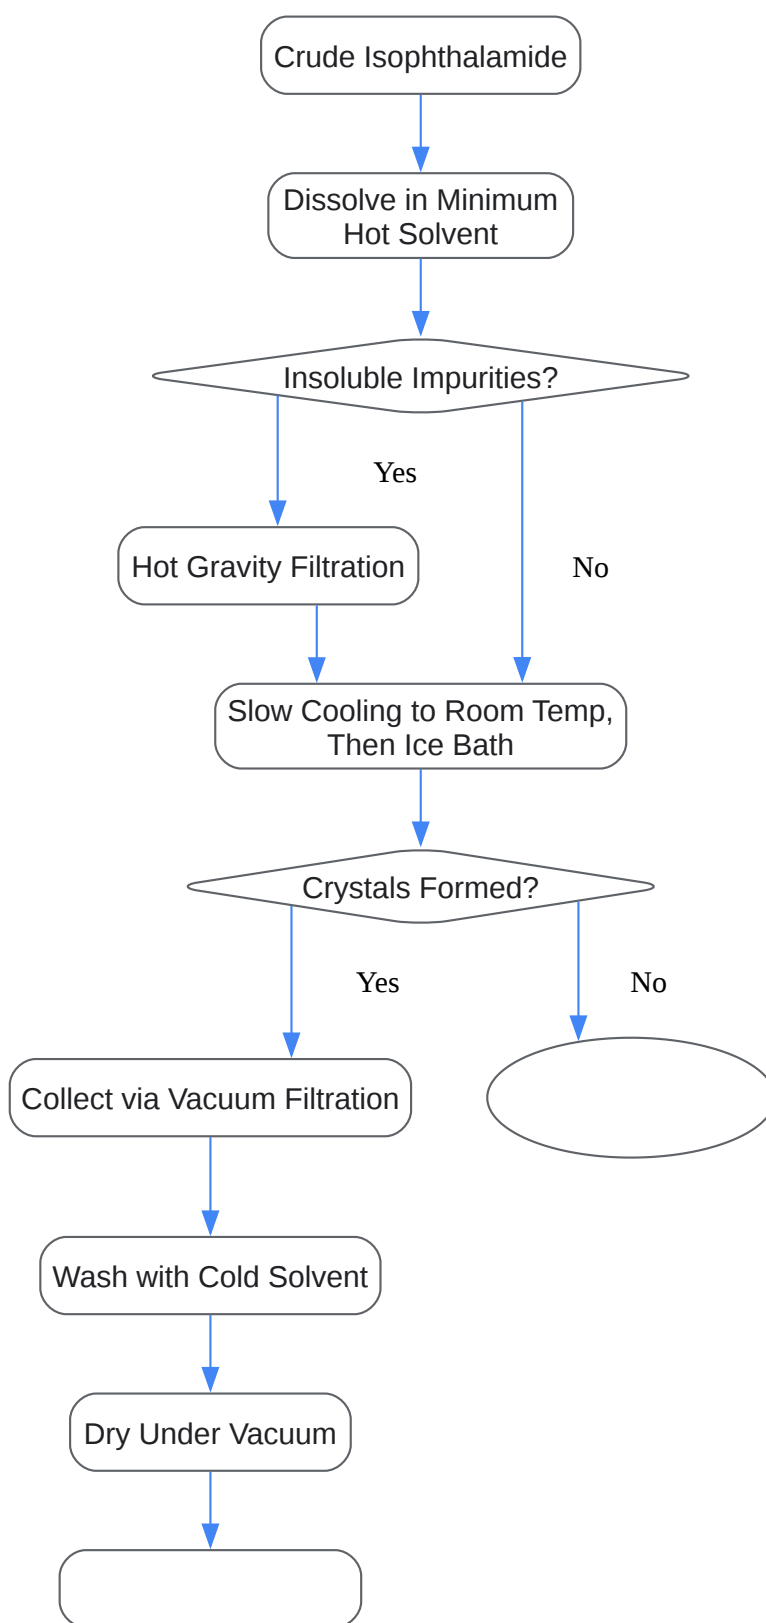 Crude Isophthalamide
Dissolve in Minimum
Hot Solvent
Insoluble Impurities?
Yes
Hot Gravity Filtration
No
Slow Cooling to Room Temp,
Then Ice Bath
Crystals Formed?
Yes
No
Collect via Vacuum Filtration
Wash with Cold Solvent
Dry Under Vacuum